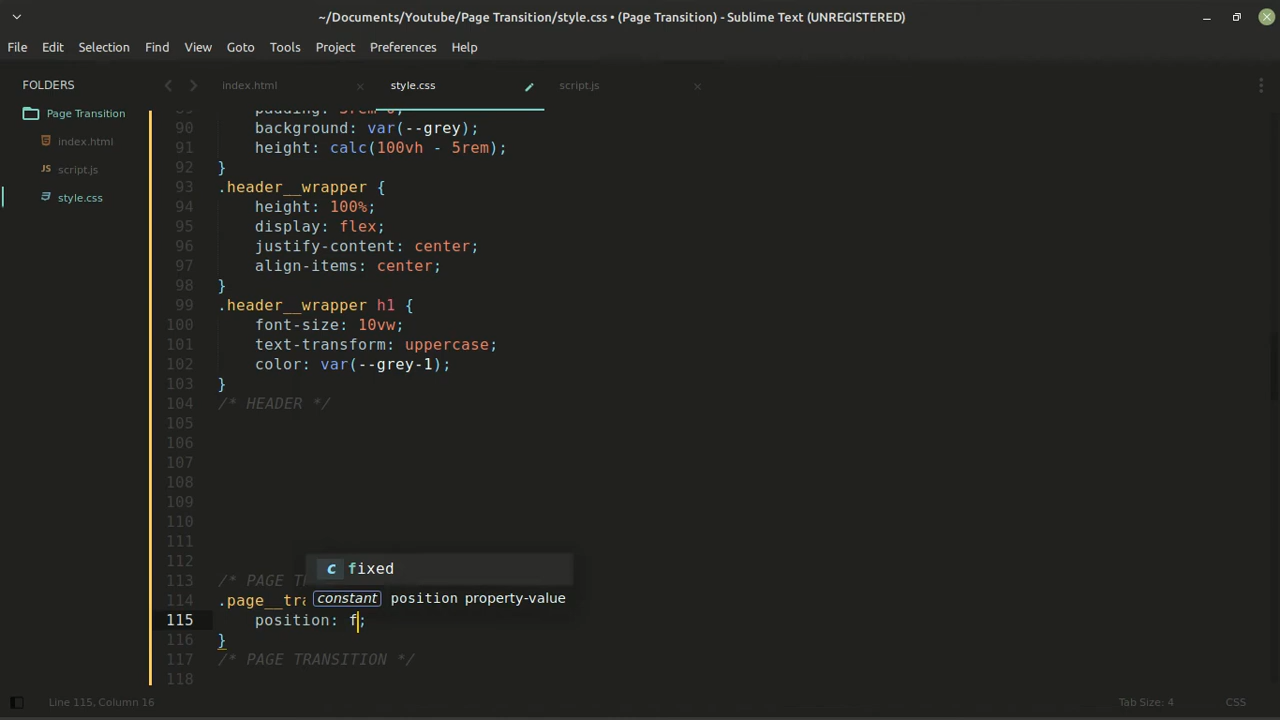 ~/Documents/Youtube/Page Transition/style.css • (Page Transition) - Sublime Text (UNREGISTERED)
File Edit Selection Find View Goto Tools Project Preferences Help
FOLDERS
Page Transition
index.html
JS script.js
style.css
index.html style.css script.js
90 background: var(--grey);
91 height: calc(100vh - 5rem);
92 }
93 .header__wrapper {
94 height: 100%;
95 display: flex;
96 justify-content: center;
97 align-items: center;
98 }
99 .header__wrapper h1 {
100 font-size: 10vw;
101 text-transform: uppercase;
102 color: var(--grey-1);
103 }
104 /* HEADER */
105
106
107
108
109
110
111
112
c fixed
113 /* PAGE T
constant position property-value
114 .page__tra
115 position: f;
116 }
117 /* PAGE TRANSITION */
118
Line 115, Column 16 Tab Size: 4 CSS